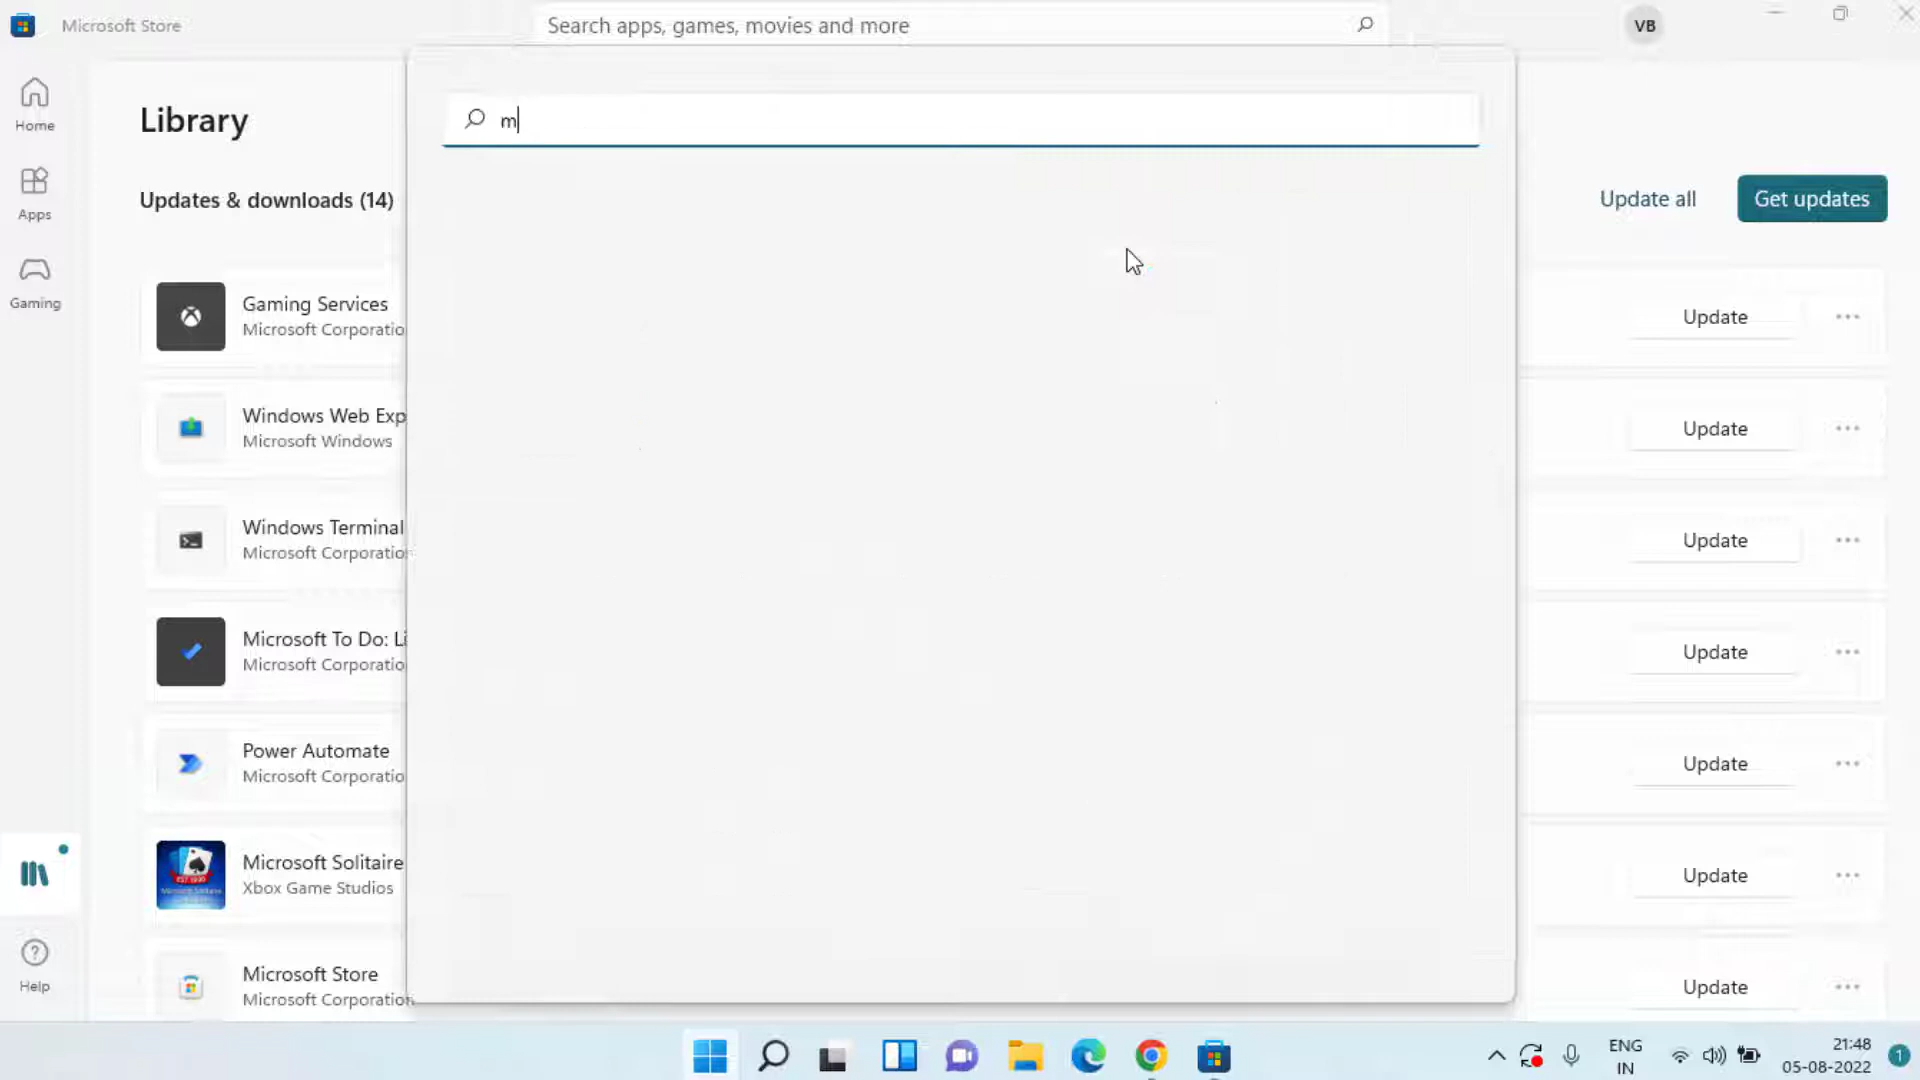 Microsoft Store
Search apps, games, movies and more
VB
Home
Apps
Gaming
Help
Library
m
Updates & downloads (14)
Update all
Get updates
Gaming Services
Microsoft Corporatio
Update
Windows Web Exp
Microsoft Windows
Update
Windows Terminal
Microsoft Corporatio
Update
Microsoft To Do: Li
Microsoft Corporatio
Update
Power Automate
Microsoft Corporatio
Update
Microsoft Solitaire
Xbox Game Studios
Update
Microsoft Store
Microsoft Corporation
Update
ENG
IN
21:48
05-08-2022
1